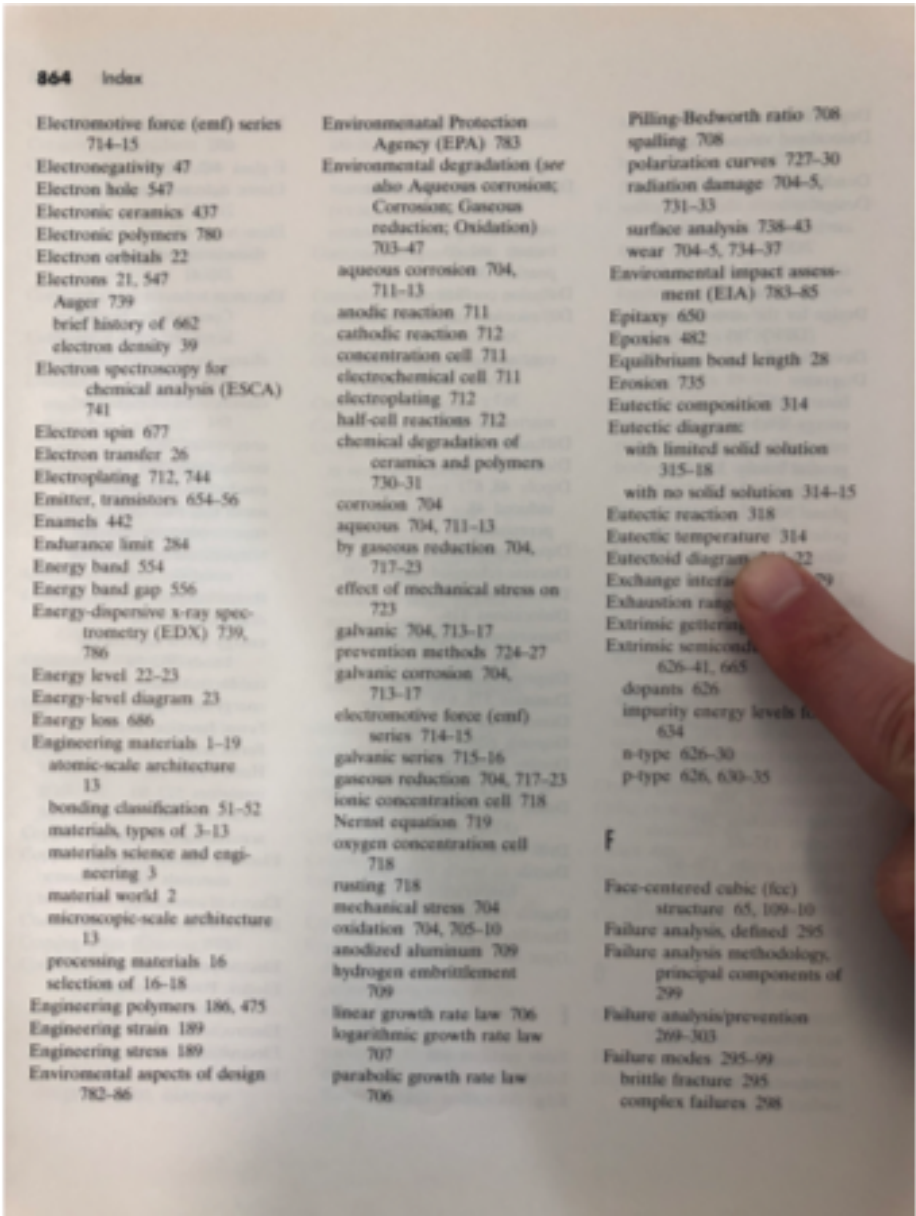 864 Index
Electromotive force (emf) series
714–15
Electronegativity 47
Electron hole 547
Electronic ceramics 437
Electronic polymers 780
Electron orbitals 22
Electrons 21, 547
Auger 739
brief history of 662
electron density 39
Electron spectroscopy for
chemical analysis (ESCA)
741
Electron spin 677
Electron transfer 26
Electroplating 712, 744
Emitter, transistors 654–56
Enamels 442
Endurance limit 284
Energy band 554
Energy band gap 556
Energy-dispersive x-ray spec-
trometry (EDX) 739,
786
Energy level 22–23
Energy-level diagram 23
Energy loss 686
Engineering materials 1–19
atomic-scale architecture
13
bonding classification 51–52
materials, types of 3–13
materials science and engi-
neering 3
material world 2
microscopic-scale architecture
13
processing materials 16
selection of 16–18
Engineering polymers 186, 475
Engineering strain 189
Engineering stress 189
Enviromental aspects of design
782–86
Environmenatal Protection
Agency (EPA) 783
Environmental degradation (see
also Aqueous corrosion;
Corrosion; Gaseous
reduction; Oxidation)
703–47
aqueous corrosion 704,
711–13
anodic reaction 711
cathodic reaction 712
concentration cell 711
electrochemical cell 711
electroplating 712
half-cell reactions 712
chemical degradation of
ceramics and polymers
730–31
corrosion 704
aqueous 704, 711–13
by gaseous reduction 704,
717–23
effect of mechanical stress on
723
galvanic 704, 713–17
prevention methods 724–27
galvanic corrosion 704,
713–17
electromotive force (emf)
series 714–15
galvanic series 715–16
gaseous reduction 704, 717–23
ionic concentration cell 718
Nernst equation 719
oxygen concentration cell
718
rusting 718
mechanical stress 704
oxidation 704, 705–10
anodized aluminum 709
hydrogen embrittlement
709
linear growth rate law 706
logarithmic growth rate law
707
parabolic growth rate law
706
Pilling-Bedworth ratio 708
spalling 708
polarization curves 727–30
radiation damage 704–5,
731–33
surface analysis 738–43
wear 704–5, 734–37
Environmental impact assess-
ment (EIA) 783–85
Epitaxy 650
Epoxies 482
Equilibrium bond length 28
Erosion 735
Eutectic composition 314
Eutectic diagram:
with limited solid solution
315–18
with no solid solution 314–15
Eutectic reaction 318
Eutectic temperature 314
Eutectoid diagram
Exchange
Exhaustion
Extrinsic gettering
Extrinsic
626–41, 665
dopants 626
impurity energy levels
634
n-type 626–30
p-type 626, 630–35
F
Face-centered cubic (fcc)
structure 65, 109–10
Failure analysis, defined 295
Failure analysis methodology,
principal components of
299
Failure analysis/prevention
269–303
Failure modes 295–99
brittle fracture 295
complex failures 298